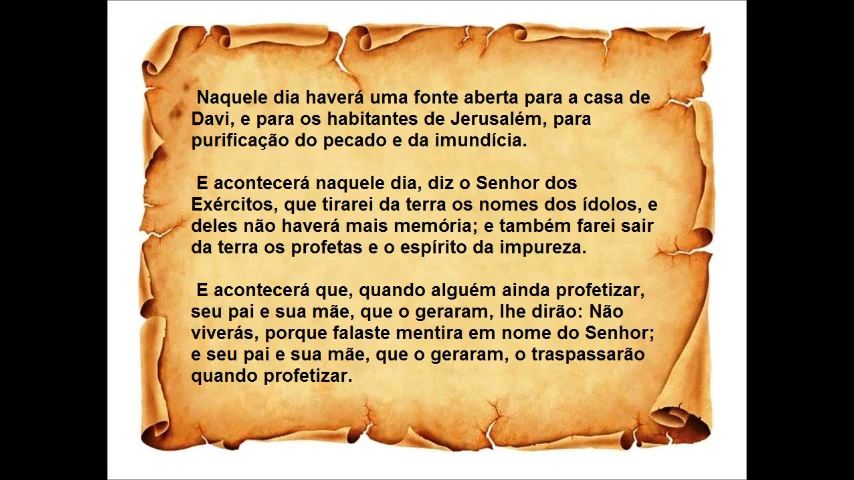 Naquele dia haverá uma fonte aberta para a casa de
Davi, e para os habitantes de Jerusalém, para
purificação do pecado e da imundícia.
E acontecerá naquele dia, diz o Senhor dos
Exércitos, que tirarei da terra os nomes dos ídolos, e
deles não haverá mais memória; e também farei sair
da terra os profetas e o espírito da impureza.
E acontecerá que, quando alguém ainda profetizar,
seu pai e sua mãe, que o geraram, lhe dirão: Não
viverás, porque falaste mentira em nome do Senhor;
e seu pai e sua mãe, que o geraram, o traspassarão
quando profetizar.